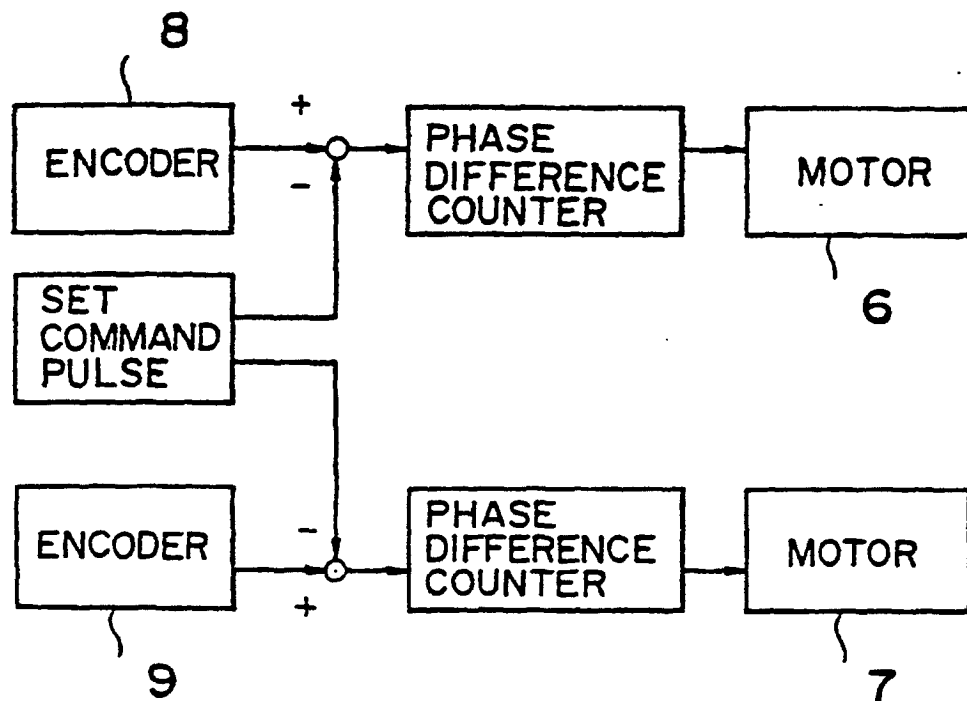 8
ENCODER
+
-
PHASE
DIFFERENCE
COUNTER
MOTOR
6
SET
COMMAND
PULSE
ENCODER
-
+
PHASE
DIFFERENCE
COUNTER
MOTOR
9
7